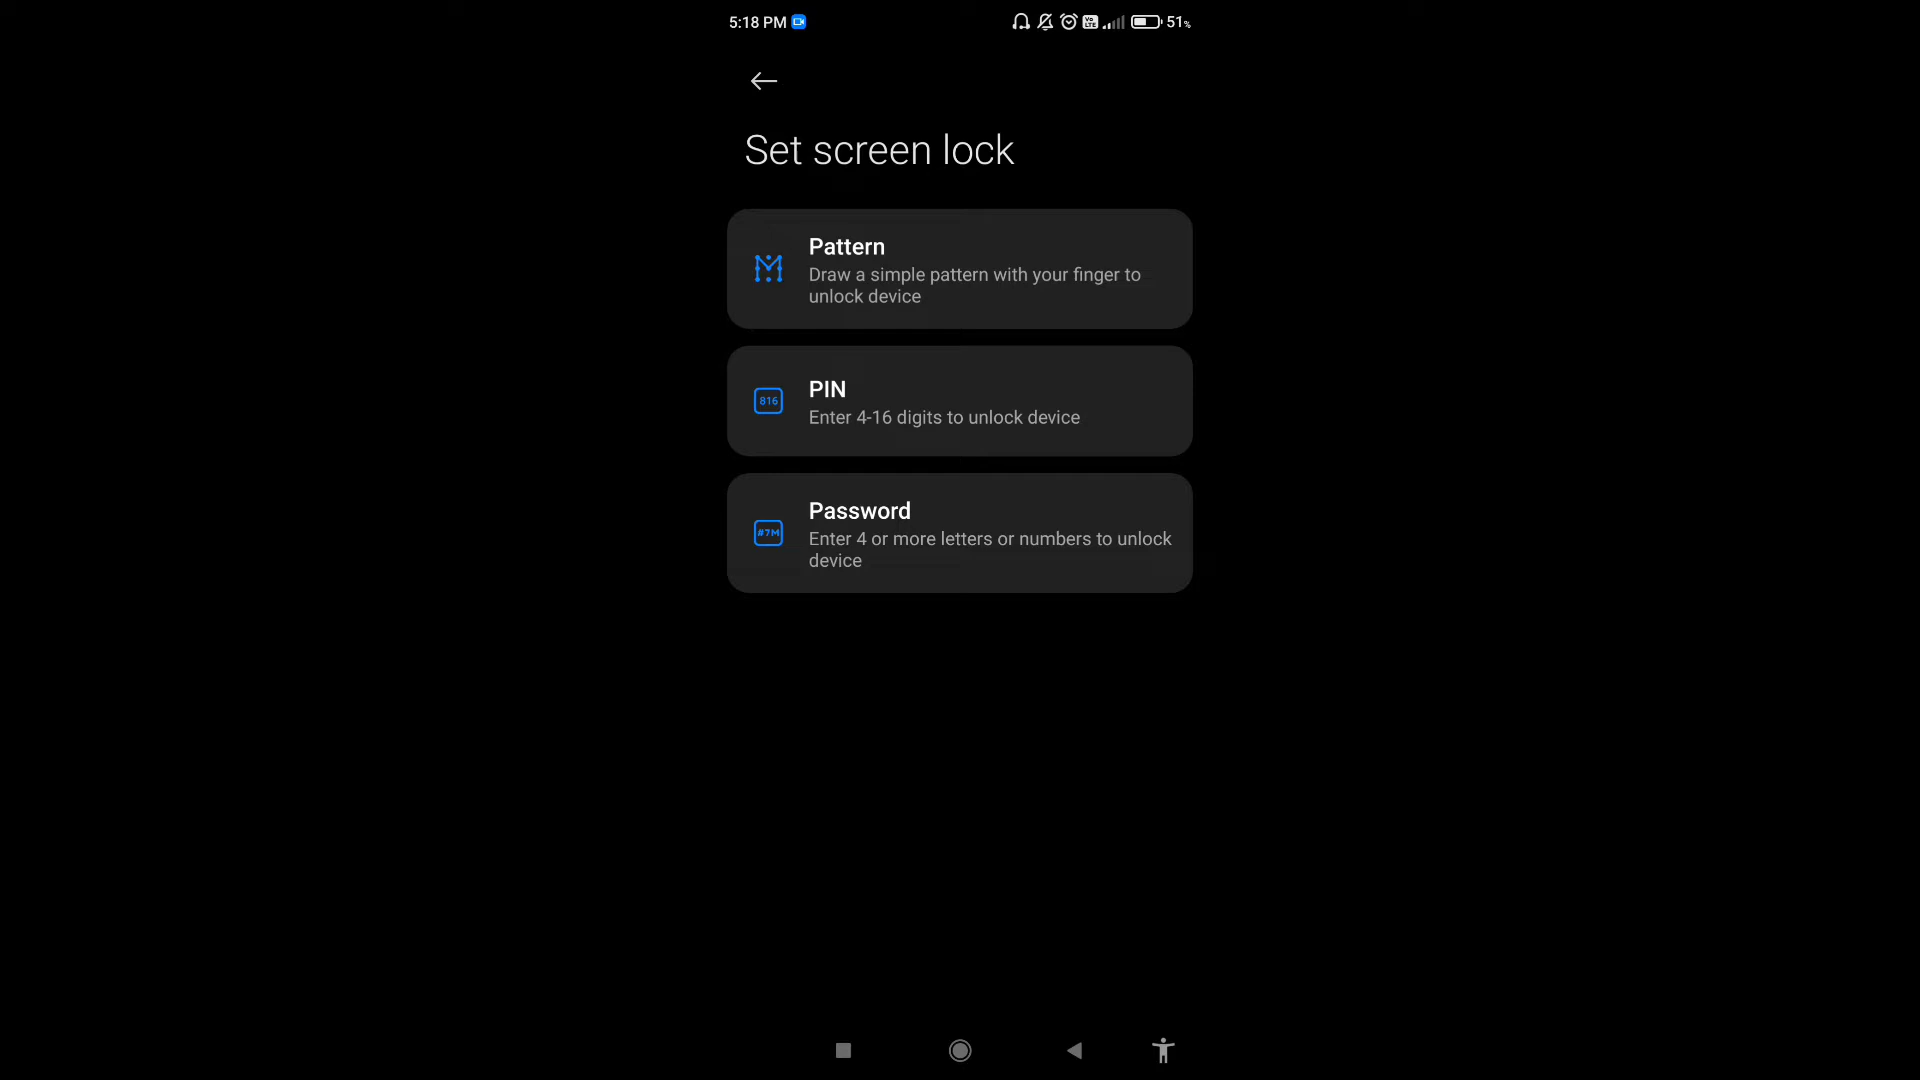 5:18 PM
Vo LTE
51%
Set screen lock
Pattern
Draw a simple pattern with your finger to
unlock device
816
PIN
Enter 4-16 digits to unlock device
#7M
Password
Enter 4 or more letters or numbers to unlock
device